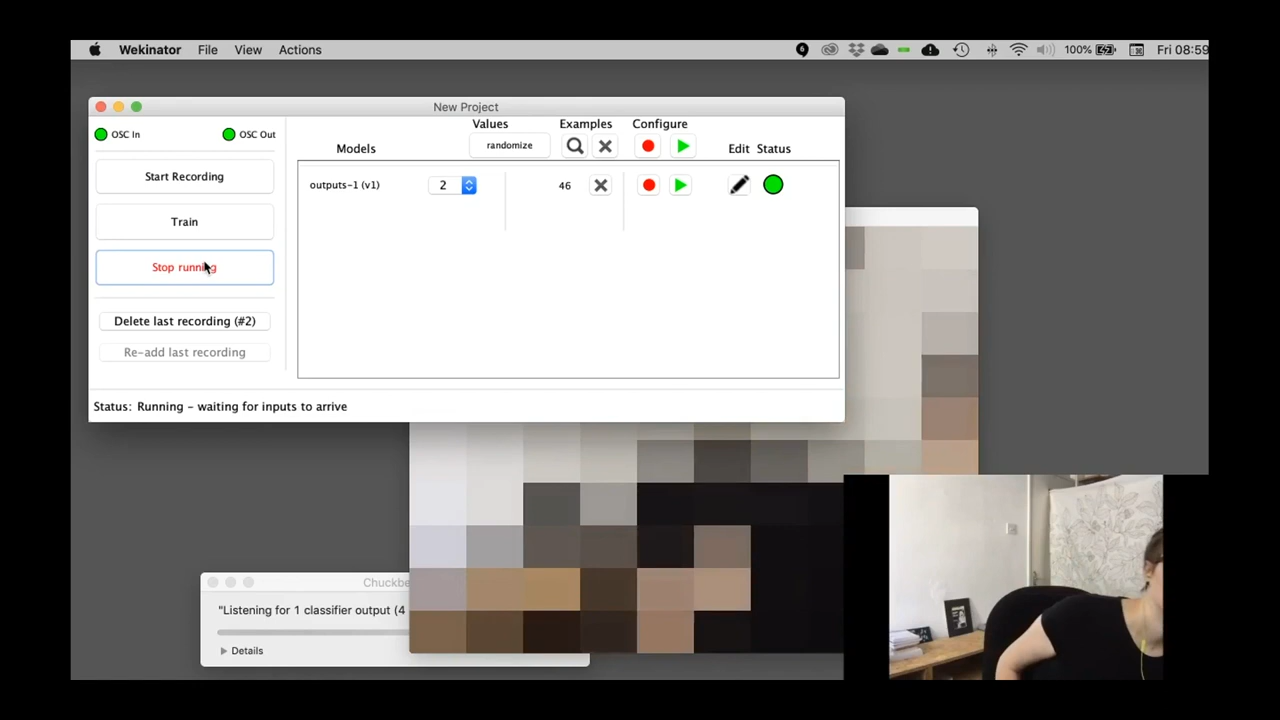 Wekinator File View Actions 100% Fri 08:59
New Project
OSC In OSC Out
Values Examples Configure
randomize
Models Edit Status
Start Recording
outputs-1 (v1) 2 46
Train
Stop running
Delete last recording (#2)
Re-add last recording
Status: Running - waiting for inputs to arrive
"Listening for 1 classifier output (4
Details